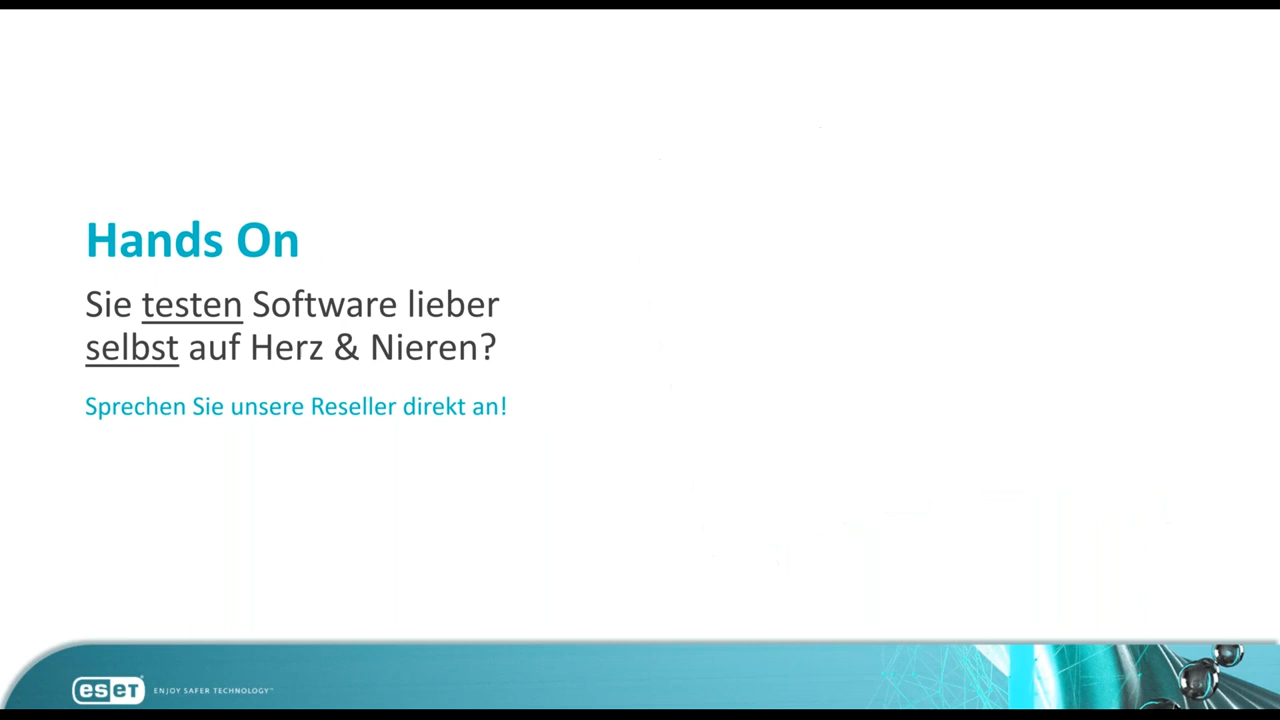 Hands On
Sie testen Software lieber
selbst auf Herz & Nieren?
Sprechen Sie unsere Reseller direkt an!
eseT ENJOY SAFER TECHNOLOGY™